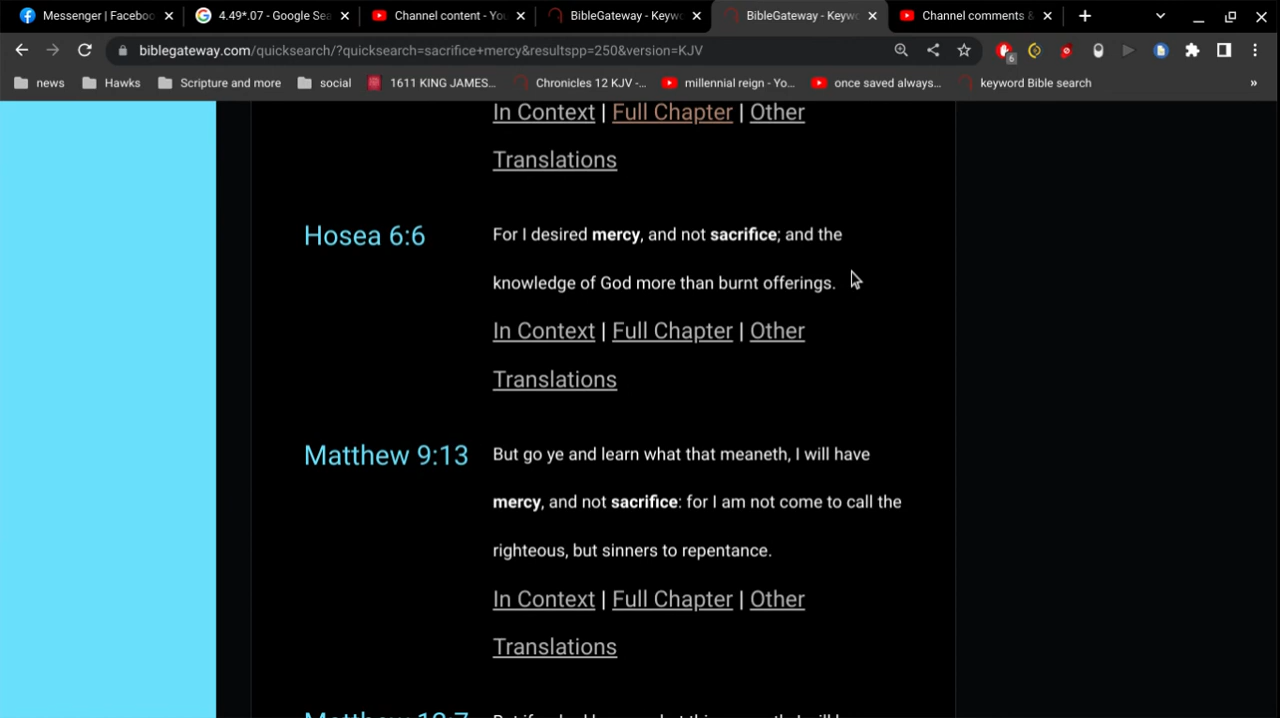 Messenger | Faceboo
4.49*.07 - Google Sea
Channel content - You
BibleGateway - Keywo
BibleGateway - Keywo
Channel comments &
biblegateway.com/quicksearch/?quicksearch=sacrifice+mercy&resultspp=250&version=KJV
6
news
Hawks
Scripture and more
social
1611 KING JAMES...
Chronicles 12 KJV -...
millennial reign - Yo...
once saved always...
keyword Bible search
»
In Context | Full Chapter | Other
Translations
Hosea 6:6
For I desired mercy, and not sacrifice; and the
knowledge of God more than burnt offerings.
In Context | Full Chapter | Other
Translations
Matthew 9:13
But go ye and learn what that meaneth, I will have
mercy, and not sacrifice: for I am not come to call the
righteous, but sinners to repentance.
In Context | Full Chapter | Other
Translations